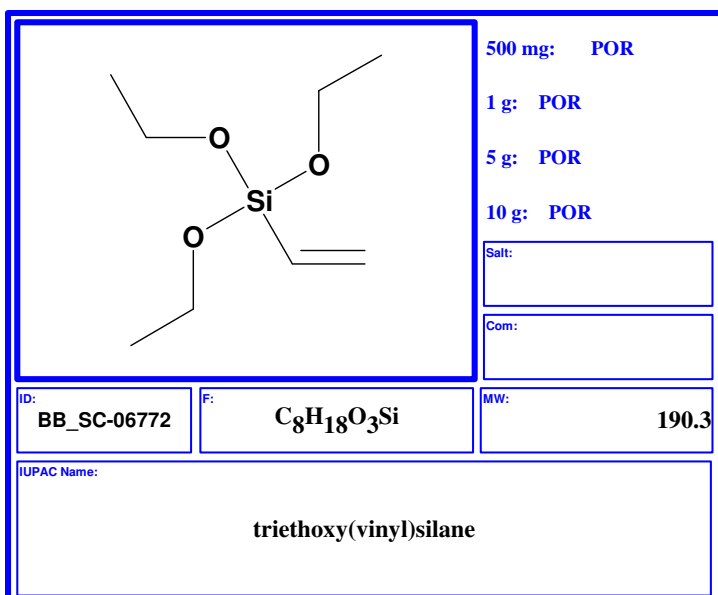 500 mg: POR
1 g: POR
5 g: POR
10 g: POR
O
O
Si
O
Salt:
Com:
ID:
BB_SC-06772
F:
C8H18O3Si
MW:
190.3
IUPAC Name:
triethoxy(vinyl)silane